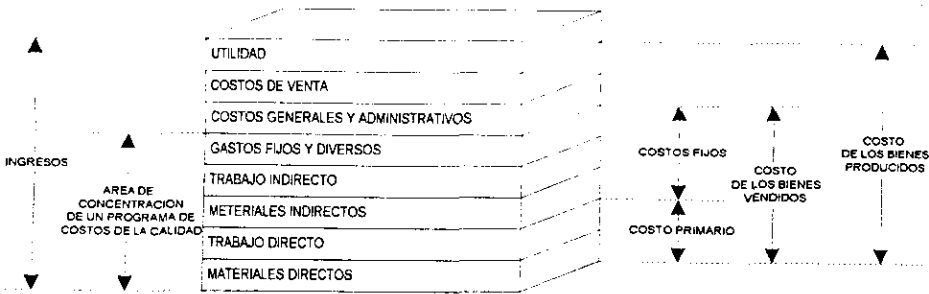 UTILIDAD
COSTOS DE VENTA
COSTOS GENERALES Y ADMINISTRATIVOS
GASTOS FIJOS Y DIVERSOS
TRABAJO INDIRECTO
METERIALES INDIRECTOS
TRABAJO DIRECTO
MATERIALES DIRECTOS
INGRESOS
AREA DE
CONCENTRACION
DE UN PROGRAMA DE
COSTOS DE LA CALIDAD
COSTOS FIJOS
COSTO PRIMARIO
COSTO
DE LOS BIENES
VENDIDOS
COSTO
DE LOS BIENES
PRODUCIDOS